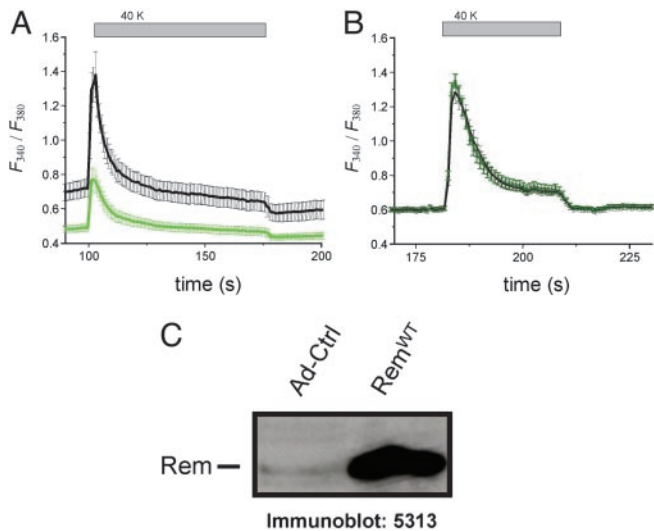 A
40 K
F340 / F380
1.6
1.4
1.2
1.0
0.8
0.6
0.4
100
150
200
time (s)
B
40 K
F340 / F380
1.6
1.4
1.2
1.0
0.8
0.6
0.4
175
200
225
time (s)
C
Ad-Ctrl
RemWT
Rem
Immunoblot: 5313